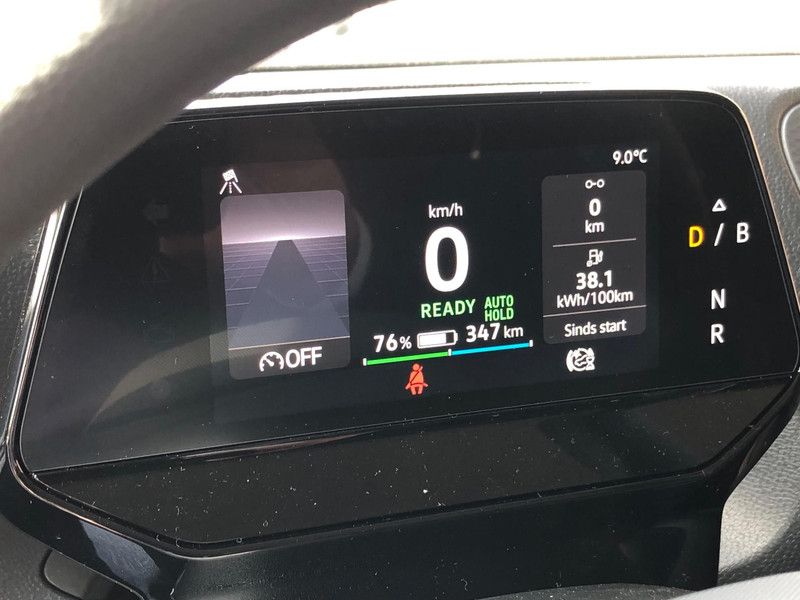 9.0°C
km/h
0
READY AUTO HOLD
76% 347 km
OFF
0
km
38.1
kWh/100km
Sinds start
D / B
N
R